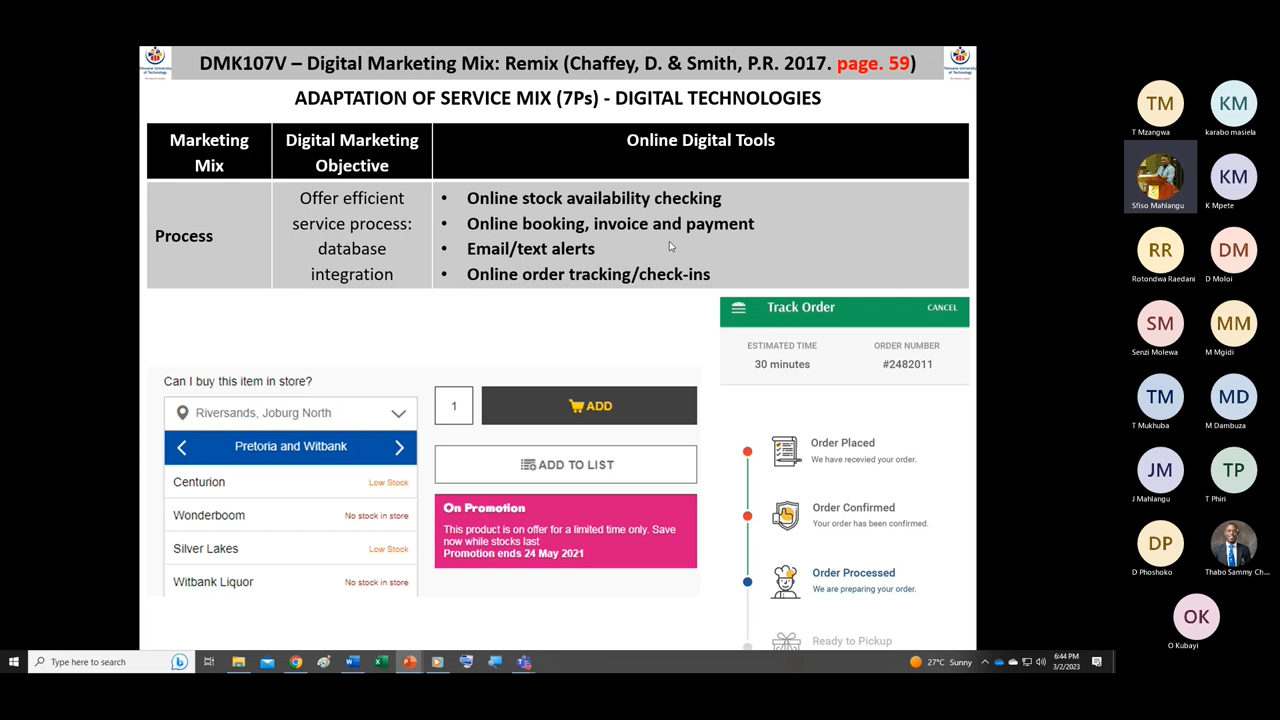 DMK107V – Digital Marketing Mix: Remix (Chaffey, D. & Smith, P.R. 2017. page. 59)
ADAPTATION OF SERVICE MIX (7Ps) - DIGITAL TECHNOLOGIES
Marketing Mix
Digital Marketing Objective
Online Digital Tools
Process
Offer efficient
service process:
database
integration
• Online stock availability checking
• Online booking, invoice and payment
• Email/text alerts
• Online order tracking/check-ins
Can I buy this item in store?
Riversands, Joburg North
Pretoria and Witbank
Centurion Low Stock
Wonderboom No stock in store
Silver Lakes Low Stock
Witbank Liquor No stock in store
1
ADD
ADD TO LIST
On Promotion
This product is on offer for a limited time only. Save
now while stocks last
Promotion ends 24 May 2021
Track Order CANCEL
ESTIMATED TIME ORDER NUMBER
30 minutes #2482011
Order Placed
We have recevied your order.
Order Confirmed
Your order has been confirmed.
Order Processed
We are preparing your order.
Ready to Pickup
TM
T Mzangwa
KM
karabo masiela
Sfiso Mahlangu
KM
K Mpete
RR
Rotondwa Raedani
DM
D Moloi
SM
Senzi Molewa
MM
M Mgidi
TM
T Mukhuba
MD
M Dambuza
JM
J Mahlangu
TP
T Phiri
DP
D Phoshoko
Thabo Sammy Ch...
OK
O Kubayi
Type here to search
27°C Sunny
6:44 PM
3/2/2023